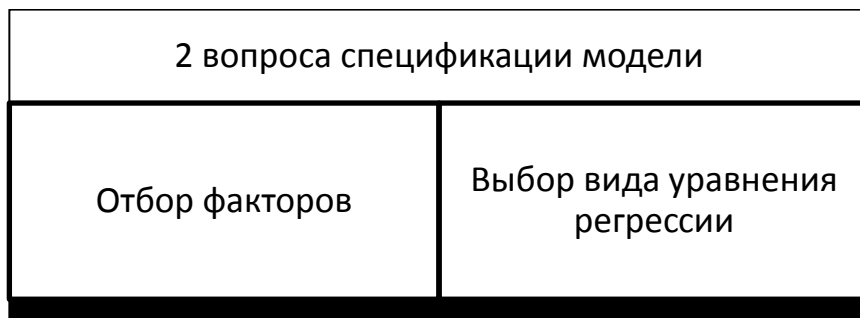 2 вопроса спецификации модели
Отбор факторов
Выбор вида уравнения
регрессии